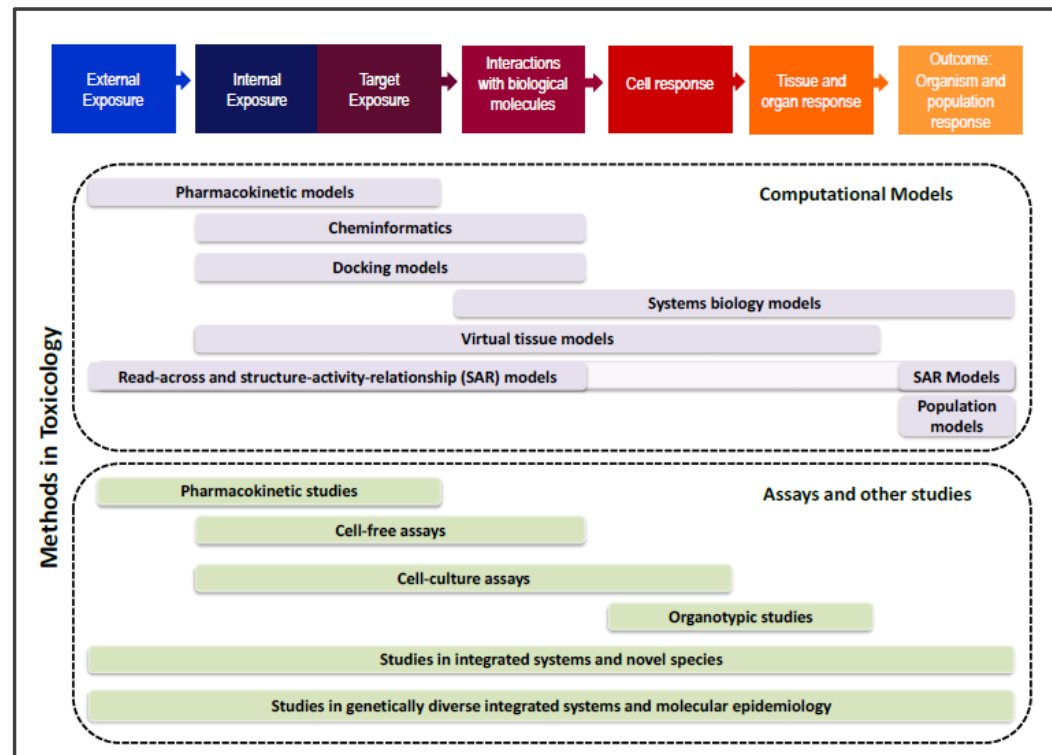 External
Exposure
Internal
Exposure
Target
Exposure
Interactions
with biological
molecules
Cell response
Tissue and
organ response
Outcome:
Organism and
population
response
Methods in Toxicology
Computational Models
Pharmacokinetic models
Cheminformatics
Docking models
Systems biology models
Virtual tissue models
Read-across and structure-activity-relationship (SAR) models
SAR Models
Population
models
Assays and other studies
Pharmacokinetic studies
Cell-free assays
Cell-culture assays
Organotypic studies
Studies in integrated systems and novel species
Studies in genetically diverse integrated systems and molecular epidemiology